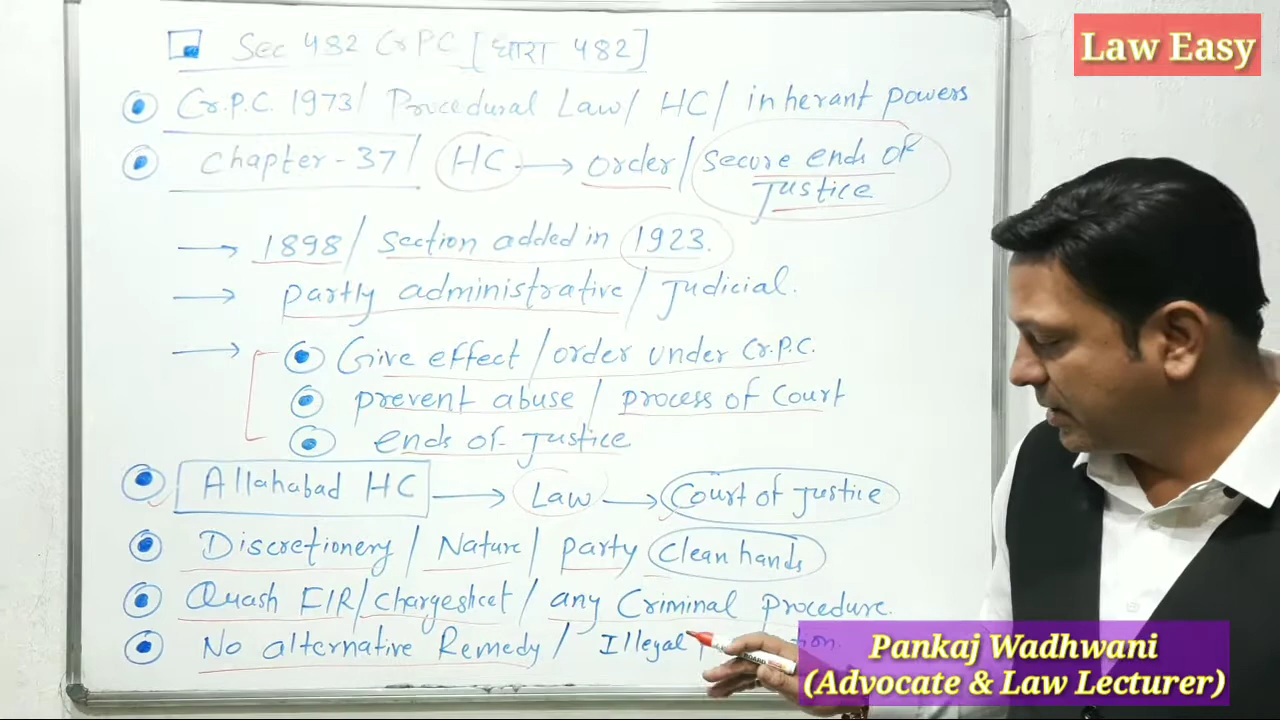 Sec 482 CrPC [धारा 482]
Law Easy
Cr.P.C. 1973/ Procedural Law/ HC/ inherant powers
Chapter-37/ HC → order/ secure ends of Justice
→ 1898/ section added in 1923.
→ partly administrative/ Judicial.
→ Give effect/order under Cr.P.C.
prevent abuse/ process of Court
ends of Justice
Allahabad HC → Law → Court of Justice
Discretionery/ Nature/ party clean hands
Quash FIR/chargesheet/ any Criminal procedure.
No alternative Remedy/ Illegal
Pankaj Wadhwani
(Advocate & Law Lecturer)